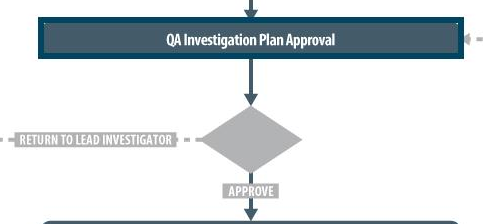 QA Investigation Plan Approval
RETURN TO LEAD INVESTIGATOR
APPROVE